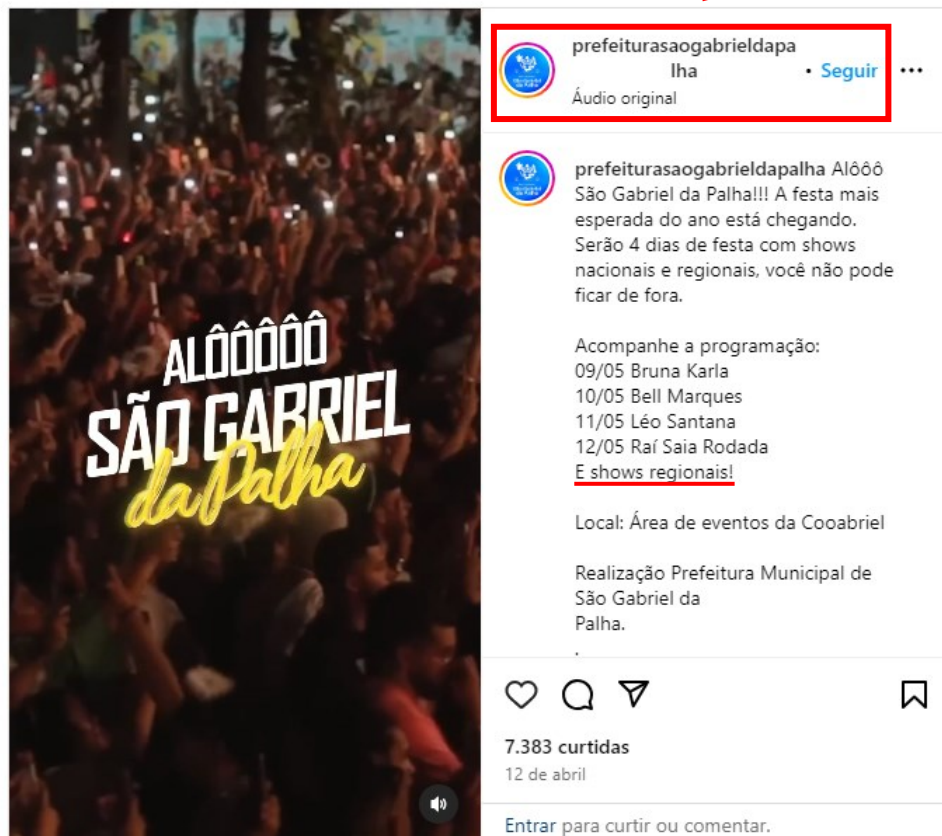 ALÔÔÔÔÔ
SÃO GABRIEL
da Palha
prefeiturasaogabrieldapa
lha
• Seguir
Áudio original
prefeiturasaogabrieldapalha Alôôô
São Gabriel da Palha!!! A festa mais
esperada do ano está chegando.
Serão 4 dias de festa com shows
nacionais e regionais, você não pode
ficar de fora.
Acompanhe a programação:
09/05 Bruna Karla
10/05 Bell Marques
11/05 Léo Santana
12/05 Raí Saia Rodada
E shows regionais!
Local: Área de eventos da Cooabriel
Realização Prefeitura Municipal de
São Gabriel da
Palha.
.
7.383 curtidas
12 de abril
Entrar para curtir ou comentar.